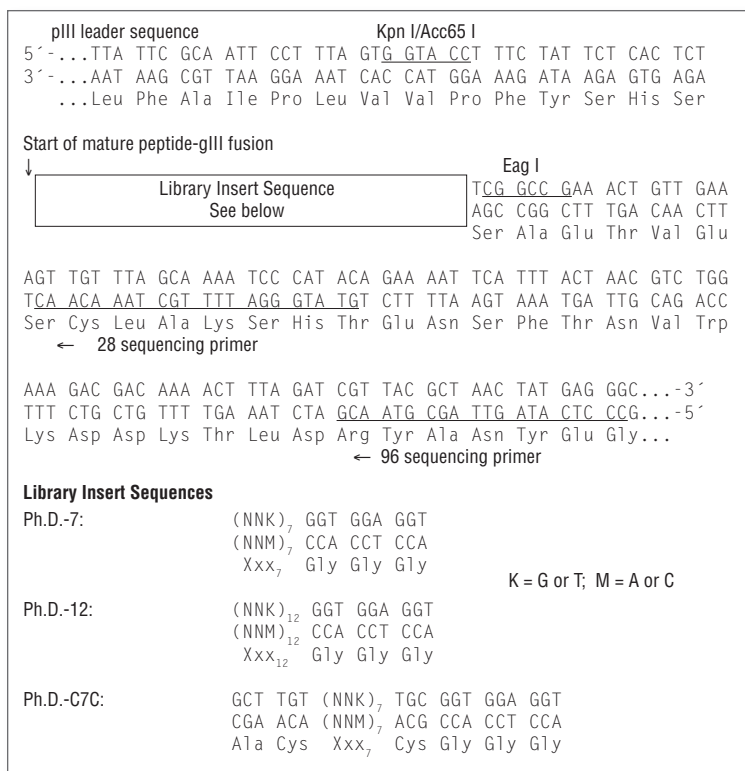 pIII leader sequence Kpn I/Acc65 I
5´-...TTA TTC GCA ATT CCT TTA GTG GTA CCT TTC TAT TCT CAC TCT
3´-...AAT AAG CGT TAA GGA AAT CAC CAT GGA AAG ATA AGA GTG AGA
...Leu Phe Ala Ile Pro Leu Val Val Pro Phe Tyr Ser His Ser
Start of mature peptide-gIII fusion
↓ Eag I
Library Insert Sequence TCG GCC GAA ACT GTT GAA
See below AGC CGG CTT TGA CAA CTT
Ser Ala Glu Thr Val Glu
AGT TGT TTA GCA AAA TCC CAT ACA GAA AAT TCA TTT ACT AAC GTC TGG
TCA ACA AAT CGT TTT AGG GTA TGT CTT TTA AGT AAA TGA TTG CAG ACC
Ser Cys Leu Ala Lys Ser His Thr Glu Asn Ser Phe Thr Asn Val Trp
← 28 sequencing primer
AAA GAC GAC AAA ACT TTA GAT CGT TAC GCT AAC TAT GAG GGC...-3´
TTT CTG CTG TTT TGA AAT CTA GCA ATG CGA TTG ATA CTC CCG...-5´
Lys Asp Asp Lys Thr Leu Asp Arg Tyr Ala Asn Tyr Glu Gly...
← 96 sequencing primer
Library Insert Sequences
Ph.D.-7: (NNK)7 GGT GGA GGT
(NNM)7 CCA CCT CCA
Xxx7 Gly Gly Gly
K = G or T; M = A or C
Ph.D.-12: (NNK)12 GGT GGA GGT
(NNM)12 CCA CCT CCA
Xxx12 Gly Gly Gly
Ph.D.-C7C: GCT TGT (NNK)7 TGC GGT GGA GGT
CGA ACA (NNM)7 ACG CCA CCT CCA
Ala Cys Xxx7 Cys Gly Gly Gly